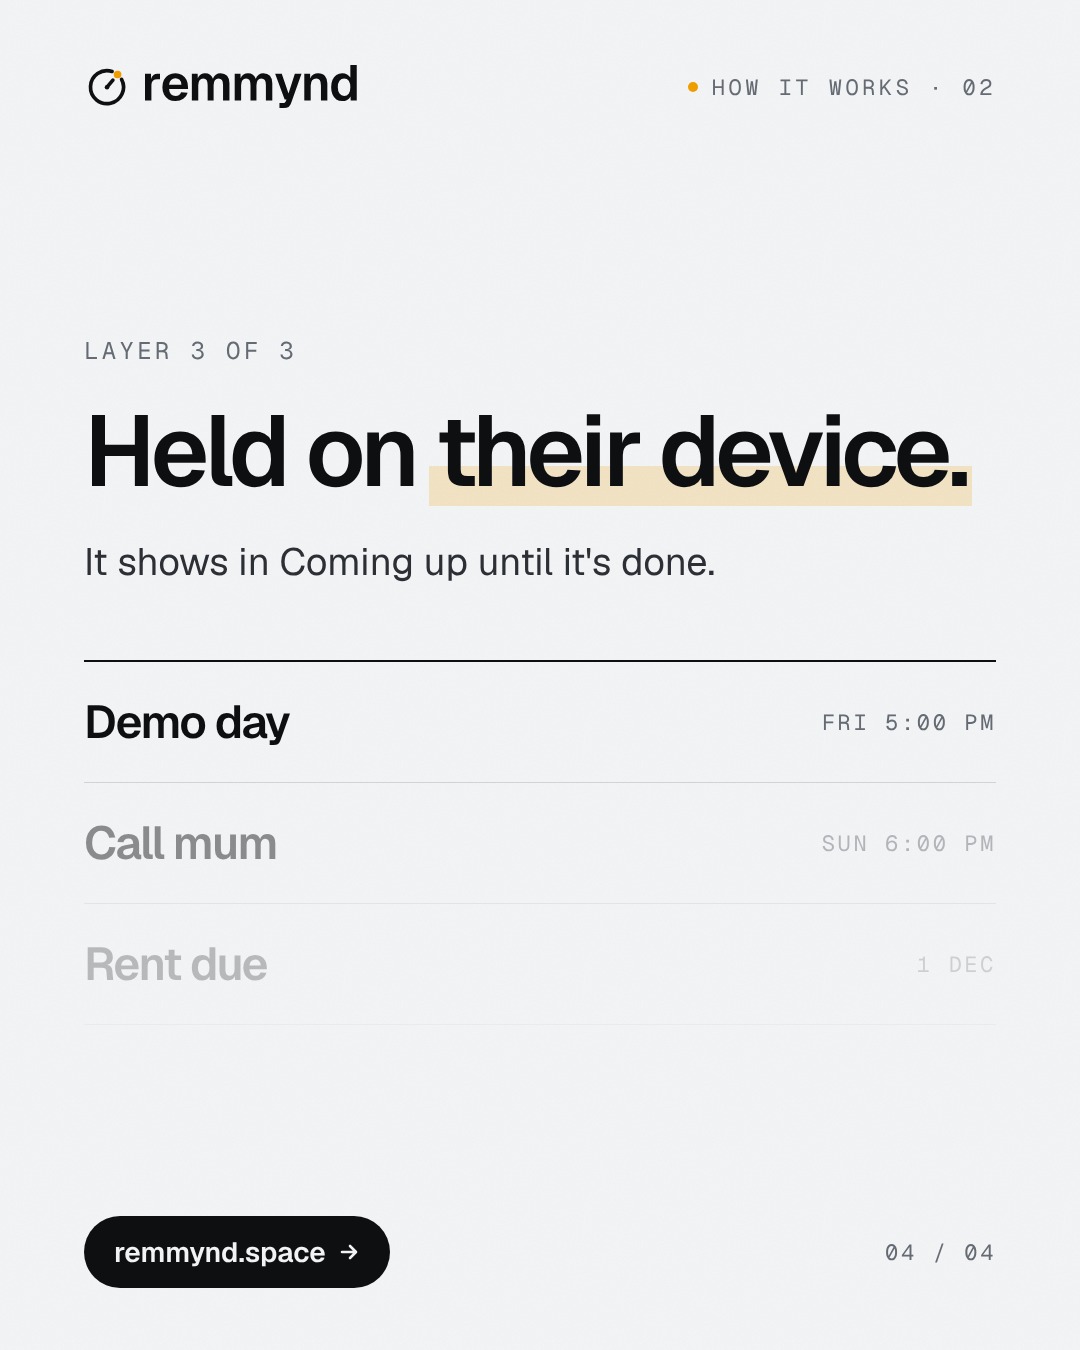 remmynd
HOW IT WORKS · 02
LAYER 3 OF 3
Held on their device.
It shows in Coming up until it's done.
Demo day
FRI 5:00 PM
Call mum
SUN 6:00 PM
Rent due
1 DEC
remmynd.space →
04 / 04